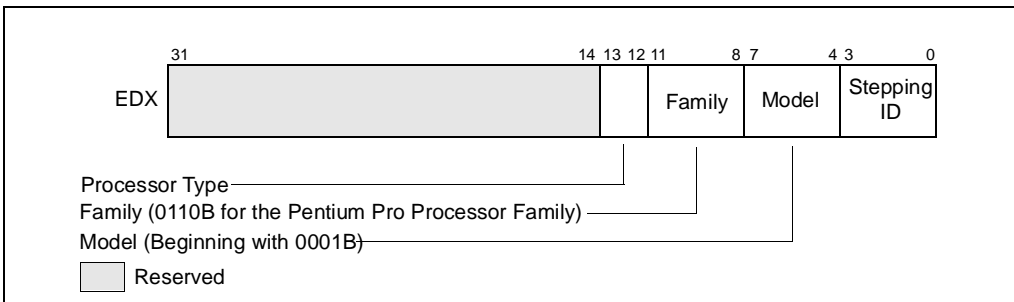 31 14 13 12 11 8 7 4 3 0
EDX
Family
Model
Stepping
ID
Processor Type
Family (0110B for the Pentium Pro Processor Family)
Model (Beginning with 0001B)
Reserved